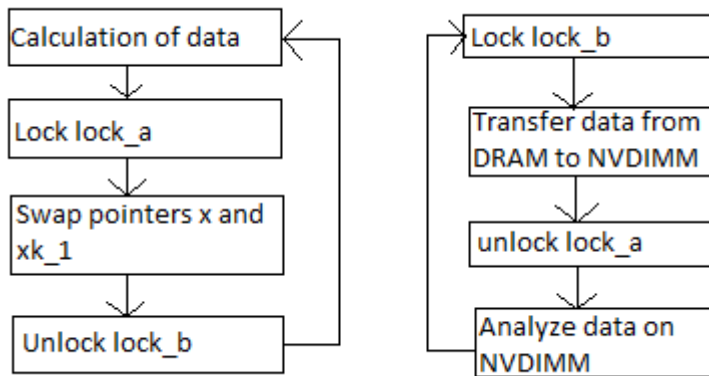 Calculation of data
Lock lock_a
Swap pointers x and
xk_1
Unlock lock_b
Lock lock_b
Transfer data from
DRAM to NVDIMM
unlock lock_a
Analyze data on
NVDIMM